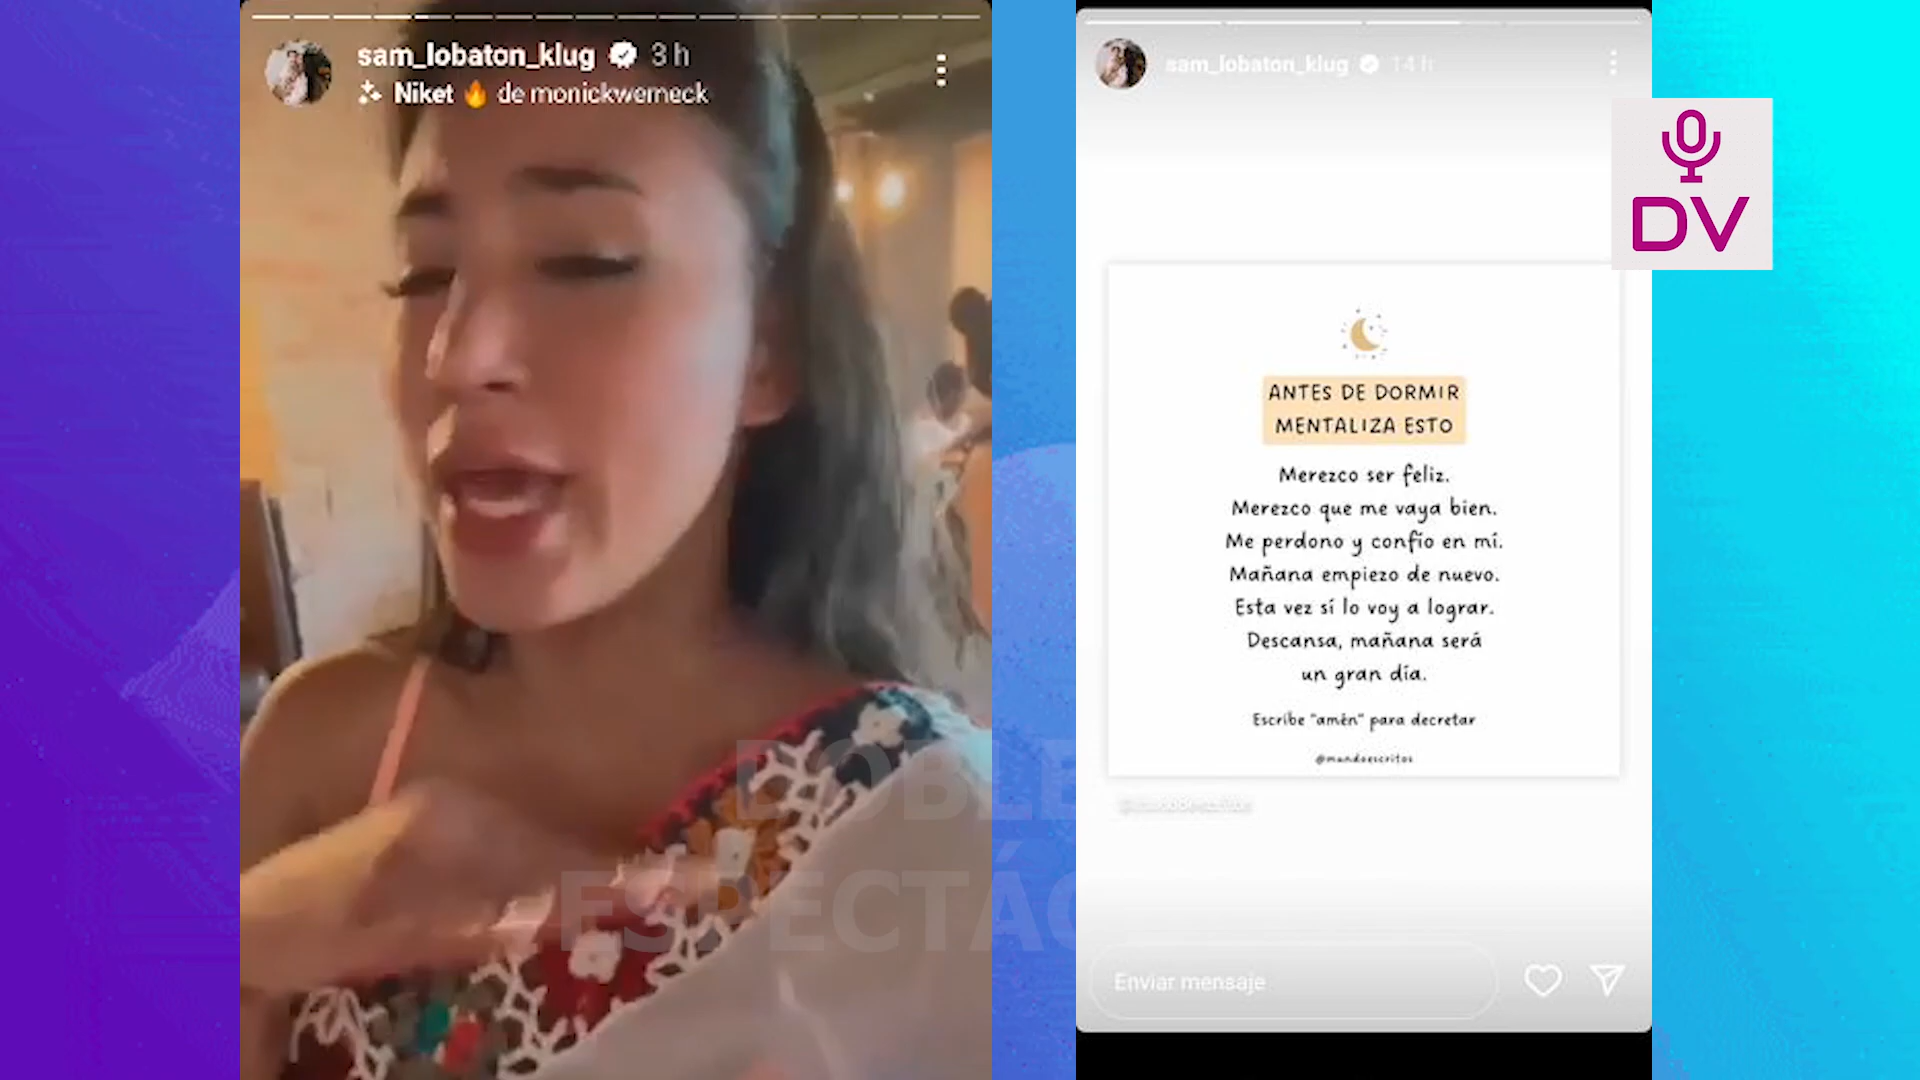 sam_lobaton_klug 3 h
Niket 🔥 de monickwerneck
DOBLE
ESPECTÁC
sam_lobaton_klug 14 h
DV
ANTES DE DORMIR
MENTALIZA ESTO
Merezco ser feliz.
Merezco que me vaya bien.
Me perdono y confío en mí.
Mañana empiezo de nuevo.
Esta vez sí lo voy a lograr.
Descansa, mañana será
un gran día.
Escribe "amén" para decretar
@mundoescritos
Enviar mensaje